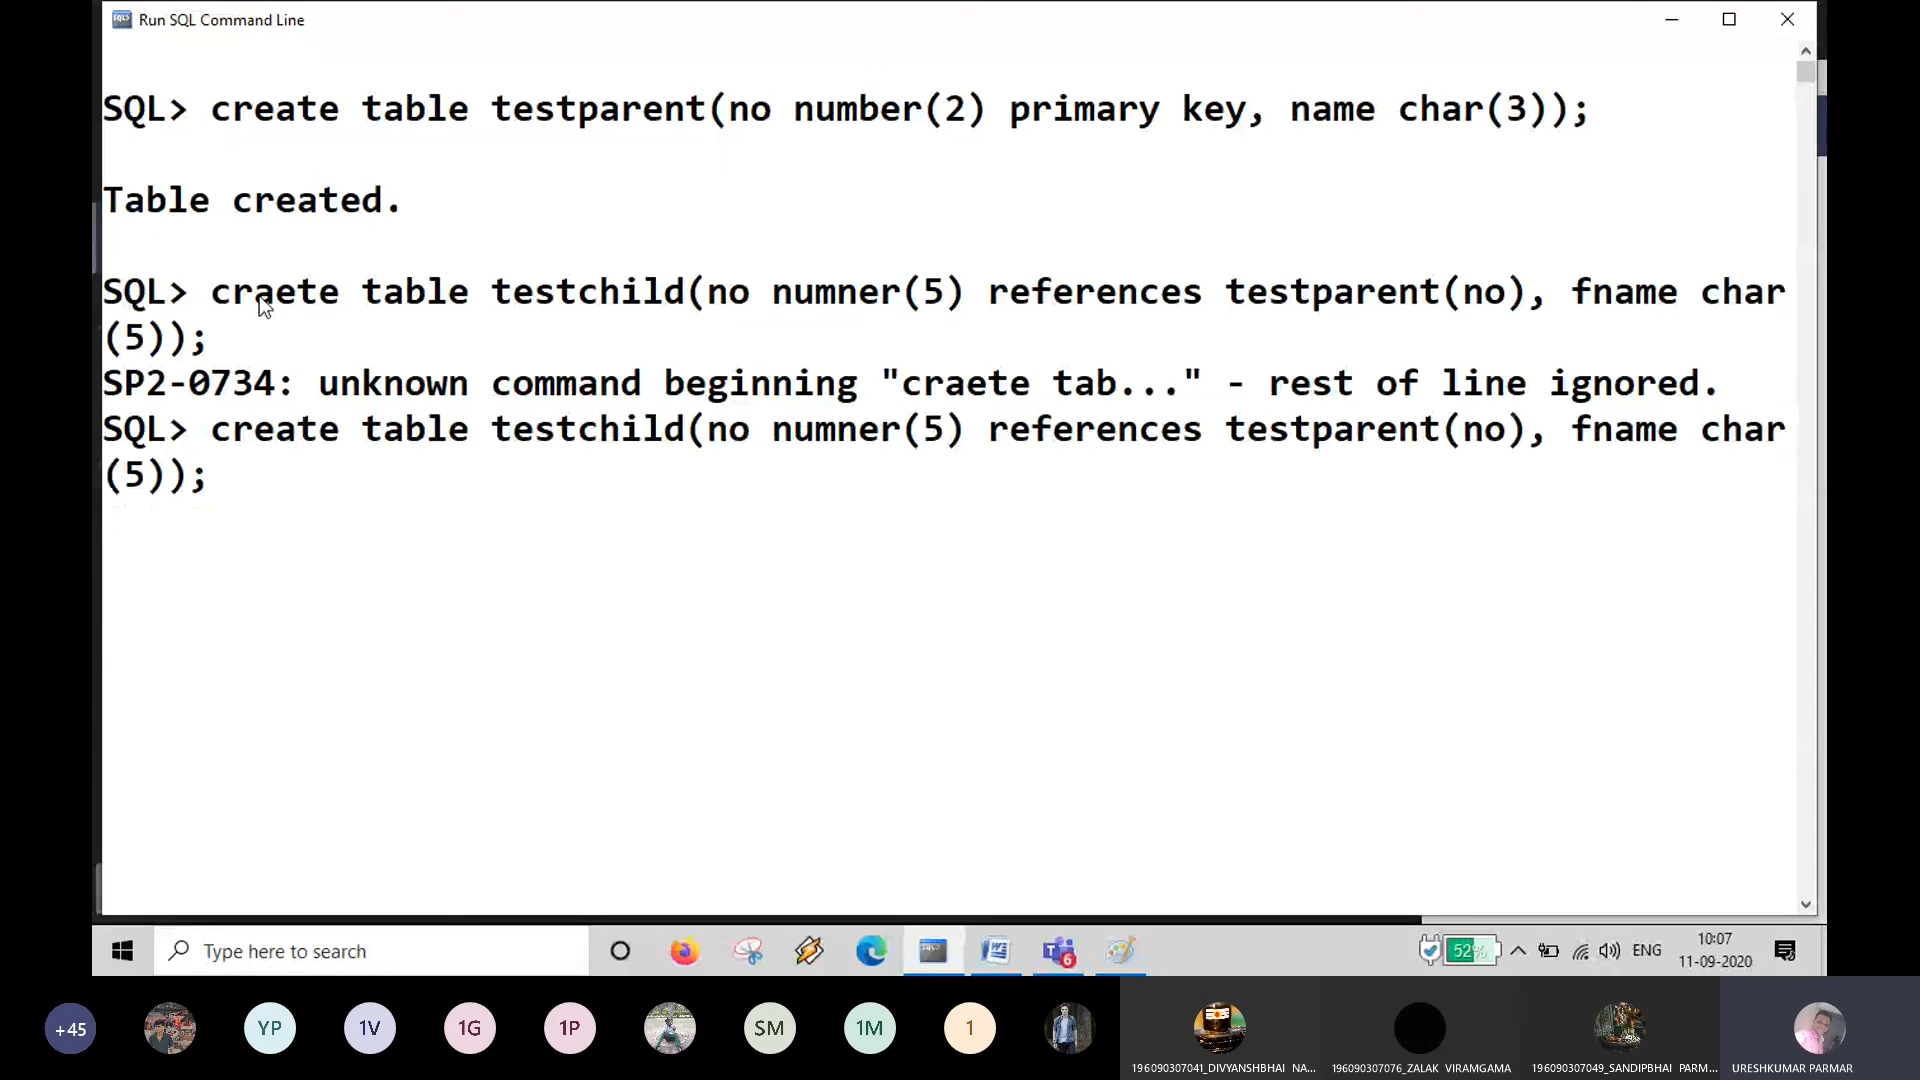 Run SQL Command Line
SQL> create table testparent(no number(2) primary key, name char(3));
Table created.
SQL> craete table testchild(no numner(5) references testparent(no), fname char
(5));
SP2-0734: unknown command beginning "craete tab..." - rest of line ignored.
SQL> create table testchild(no numner(5) references testparent(no), fname char
(5));
Type here to search
52%
ENG
10:07
11-09-2020
6
+45
YP
1V
1G
1P
SM
1M
1
196090307041_DIVYANSHBHAI NA...
196090307076_ZALAK VIRAMGAMA
196090307049_SANDIPBHAI PARM...
URESHKUMAR PARMAR